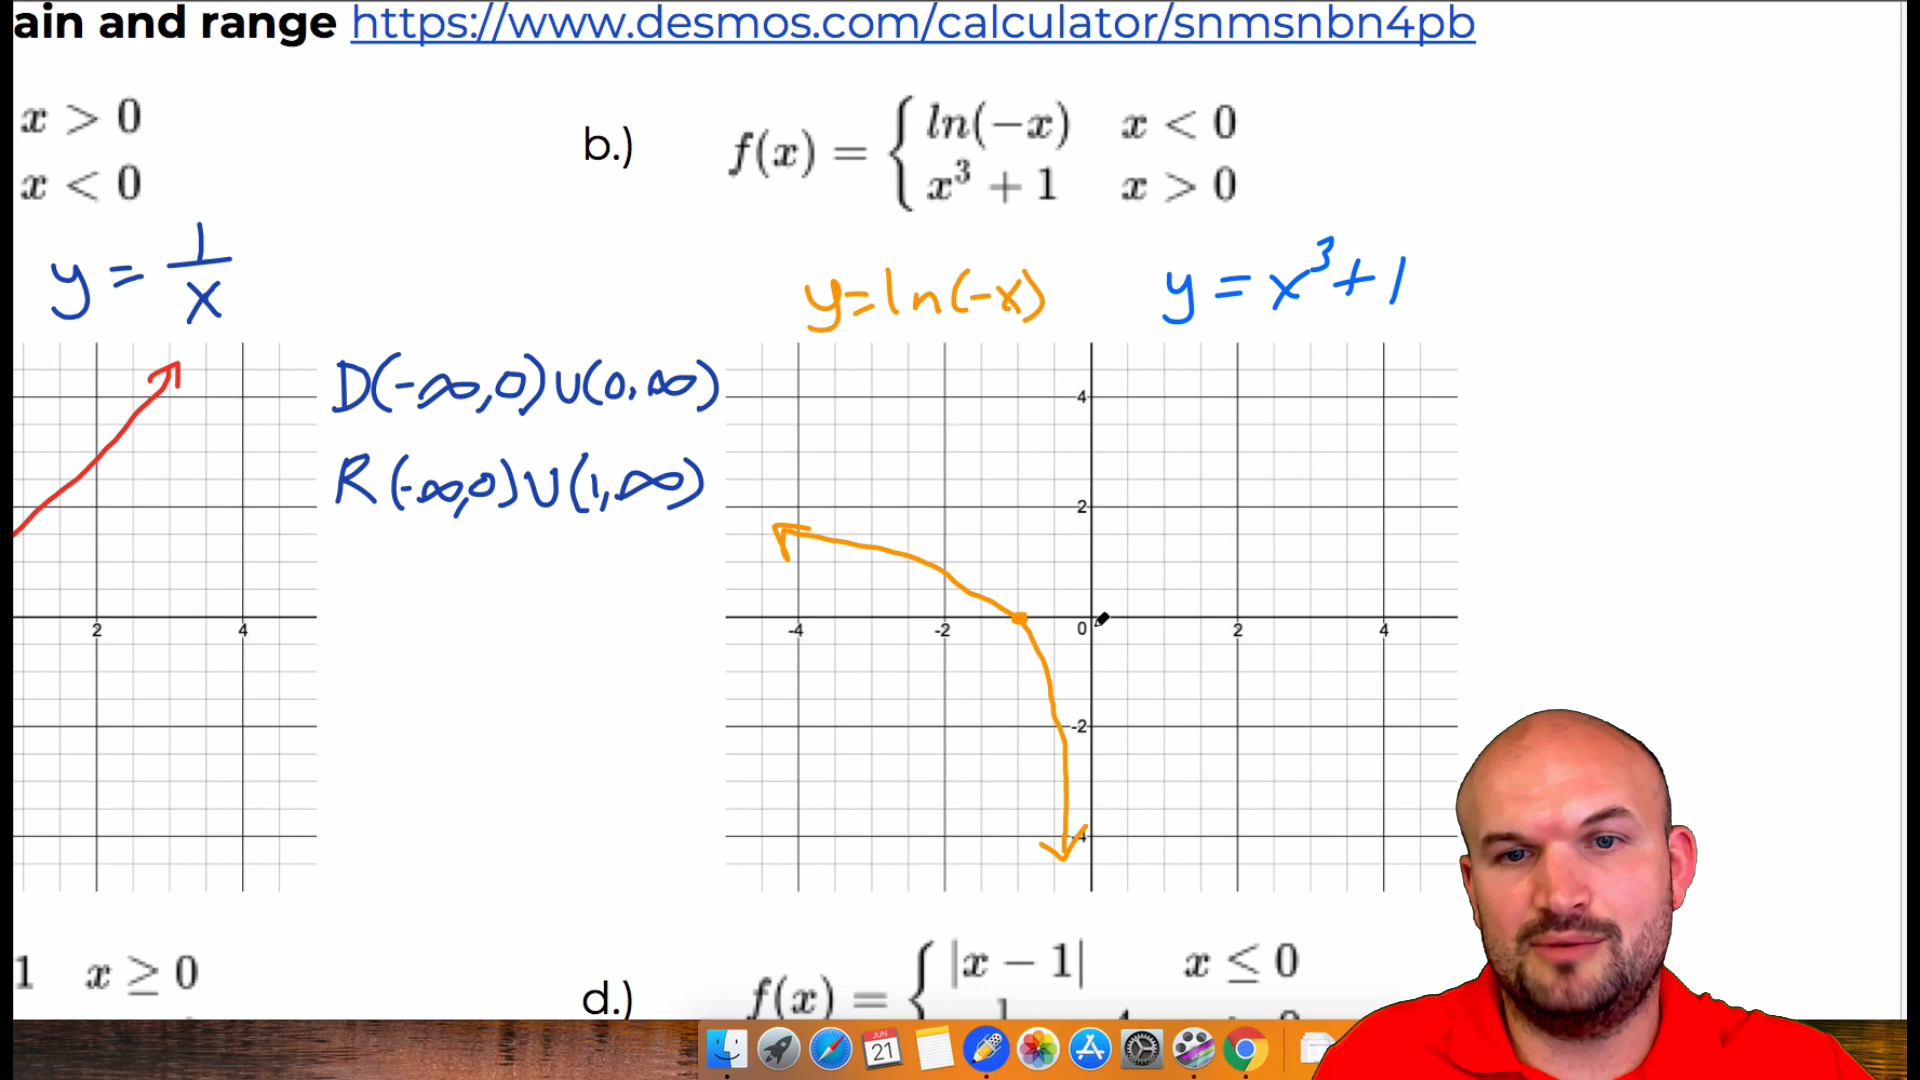 ain and range https://www.desmos.com/calculator/snmsnbn4pb
x > 0
x < 0
y = 1/x
b.) f(x) = { ln(−x) x < 0
x³ + 1 x > 0
y=ln(-x) y = x³+1
D(-∞,0)∪(0,∞)
R(-∞,0)∪(1,∞)
2 4
4
2
-4 -2 0 2 4
-2
1 x ≥ 0
d.) f(x) = { |x − 1| x ≤ 0
JUN
21